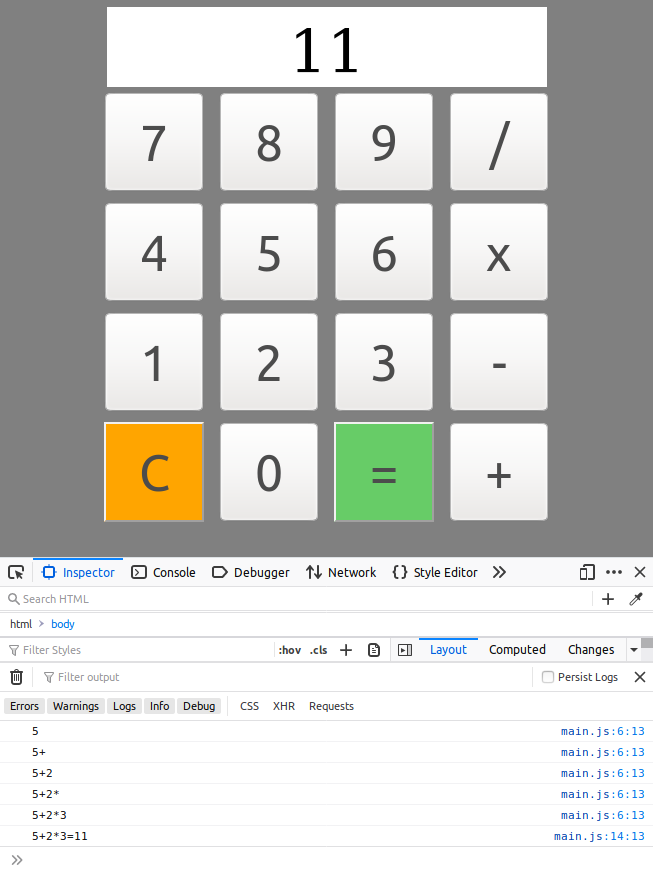 11
7 8 9 /
4 5 6 x
1 2 3 -
C 0 = +
Inspector Console Debugger Network Style Editor
Search HTML
html > body
Filter Styles :hov .cls + Layout Computed Changes
Filter output Persist Logs
Errors Warnings Logs Info Debug CSS XHR Requests
5 main.js:6:13
5+ main.js:6:13
5+2 main.js:6:13
5+2* main.js:6:13
5+2*3 main.js:6:13
5+2*3=11 main.js:14:13